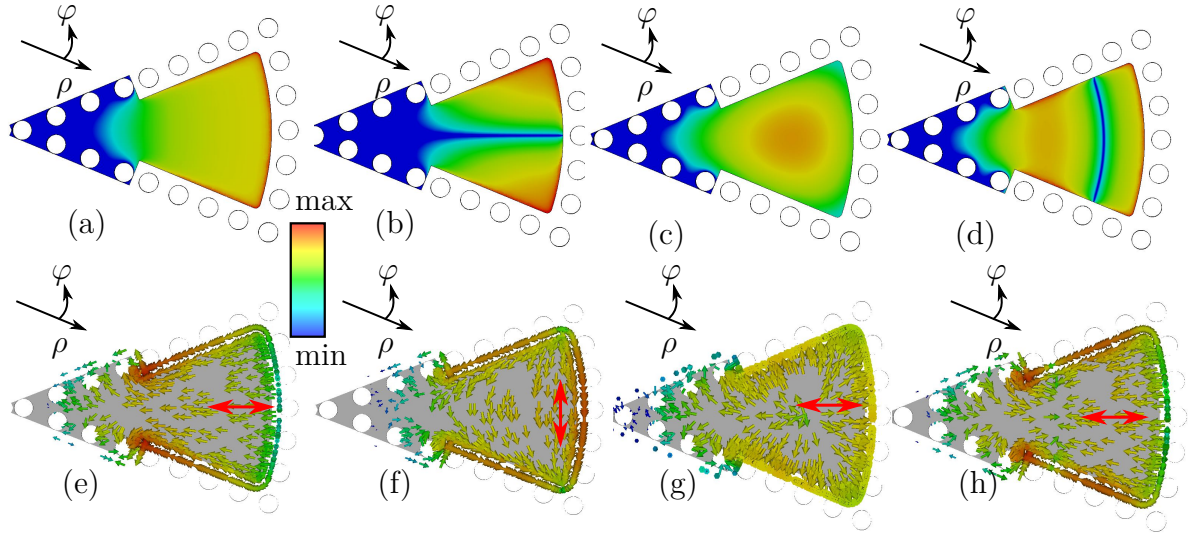 φ φ φ φ
ρ ρ ρ ρ
(a) (b) (c) (d)
max
min
φ φ φ φ
ρ ρ ρ ρ
(e) (f) (g) (h)